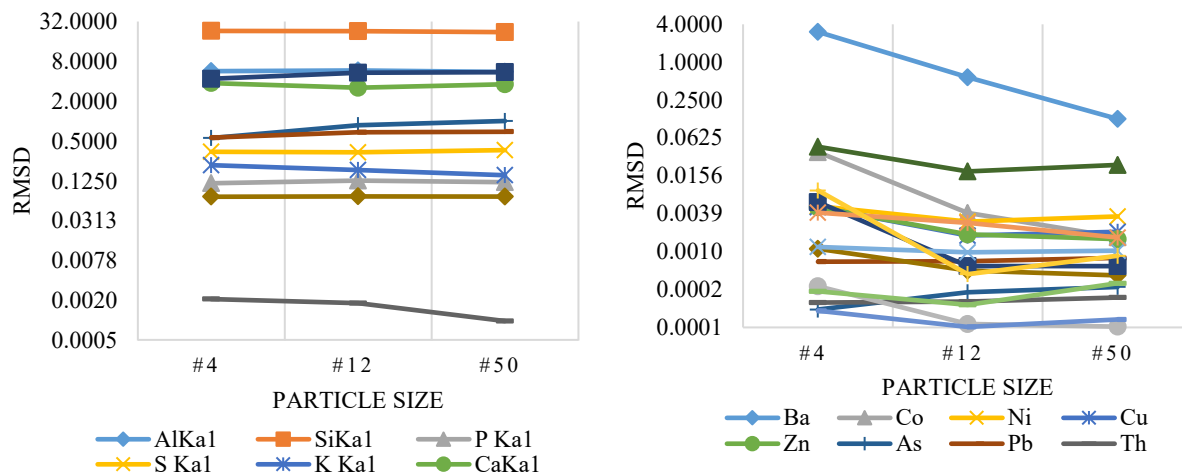 32.0000
8.0000
2.0000
0.5000
0.1250
0.0313
0.0078
0.0020
0.0005
RMSD
#4 #12 #50
PARTICLE SIZE
AlKa1 SiKa1 P Ka1
S Ka1 K Ka1 CaKa1
4.0000
1.0000
0.2500
0.0625
0.0156
0.0039
0.0010
0.0002
0.0001
RMSD
#4 #12 #50
PARTICLE SIZE
Ba Co Ni Cu
Zn As Pb Th